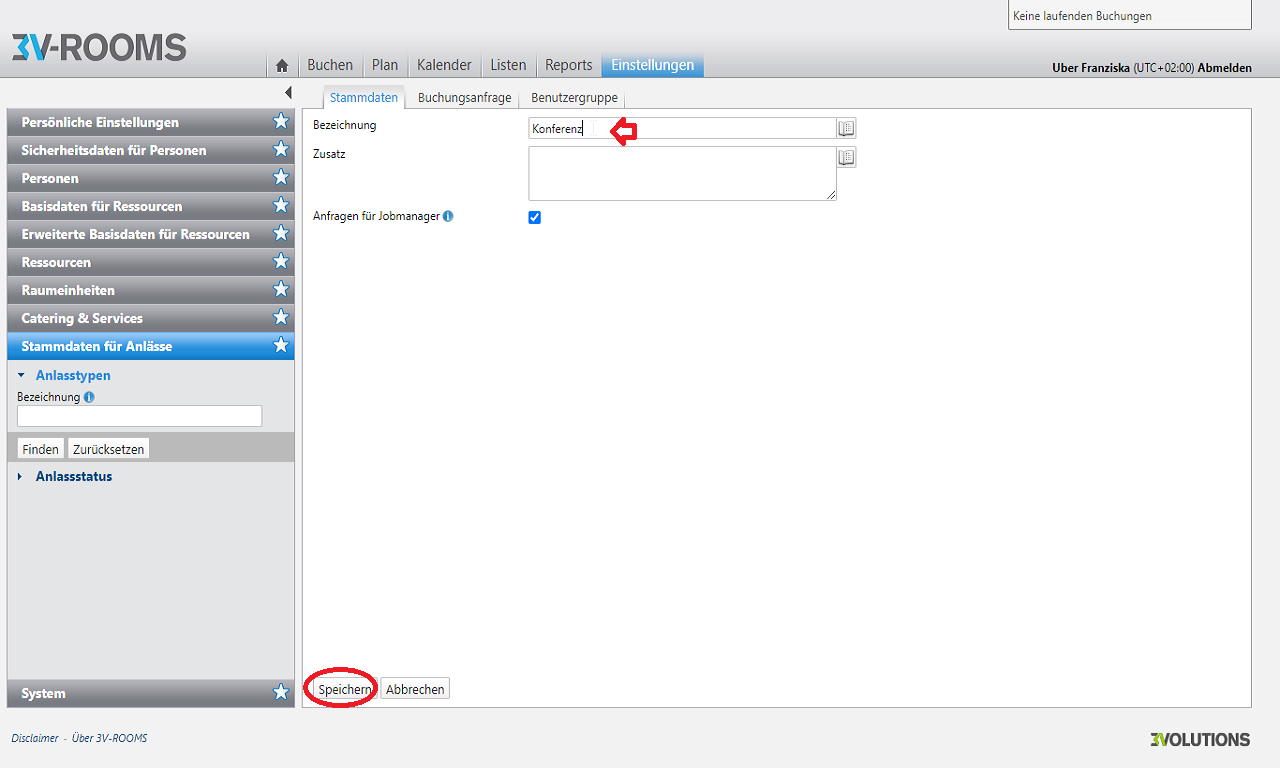 Keine laufenden Buchungen
3V-ROOMS
Buchen Plan Kalender Listen Reports Einstellungen
Uber Franziska (UTC+02:00) Abmelden
Stammdaten Buchungsanfrage Benutzergruppe
Persönliche Einstellungen
Sicherheitsdaten für Personen
Personen
Basisdaten für Ressourcen
Erweiterte Basisdaten für Ressourcen
Ressourcen
Raumeinheiten
Catering & Services
Stammdaten für Anlässe
Anlasstypen
Bezeichnung
Finden Zurücksetzen
Anlassstatus
System
Bezeichnung
Konferenz
Zusatz
Anfragen für Jobmanager
Speichern Abbrechen
Disclaimer - Über 3V-ROOMS
3VOLUTIONS